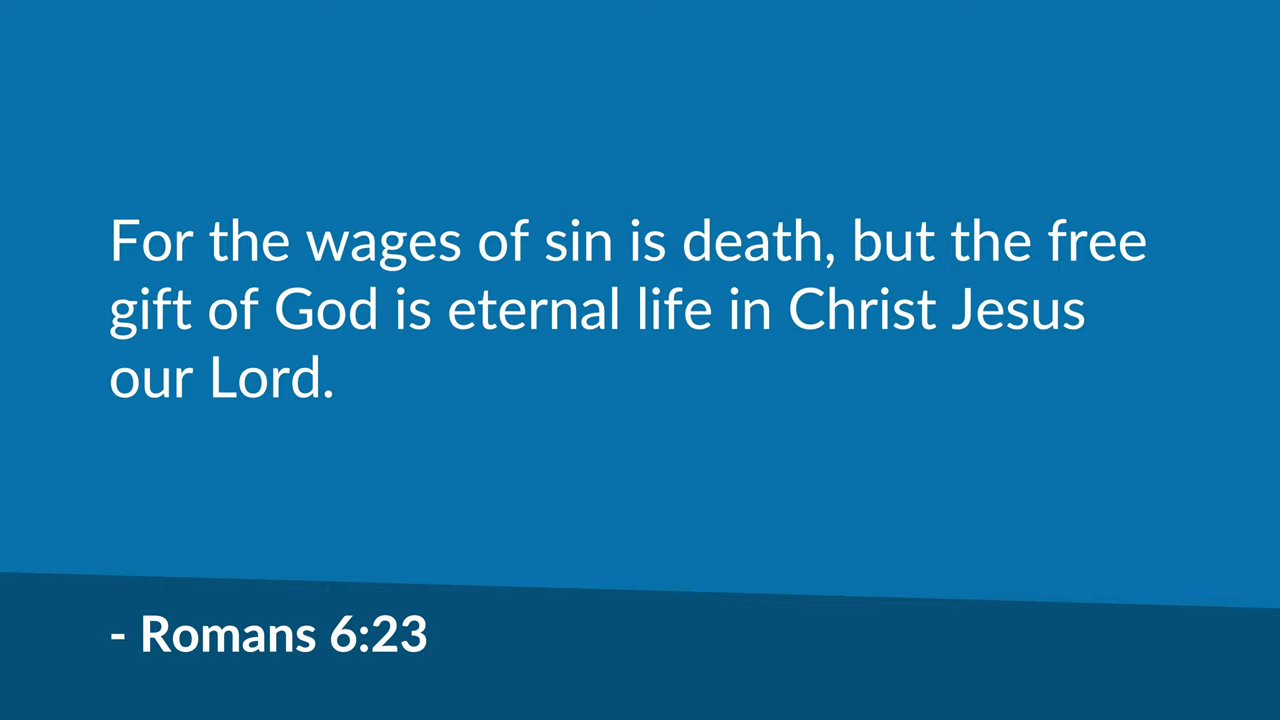 For the wages of sin is death, but the free
gift of God is eternal life in Christ Jesus
our Lord.
- Romans 6:23